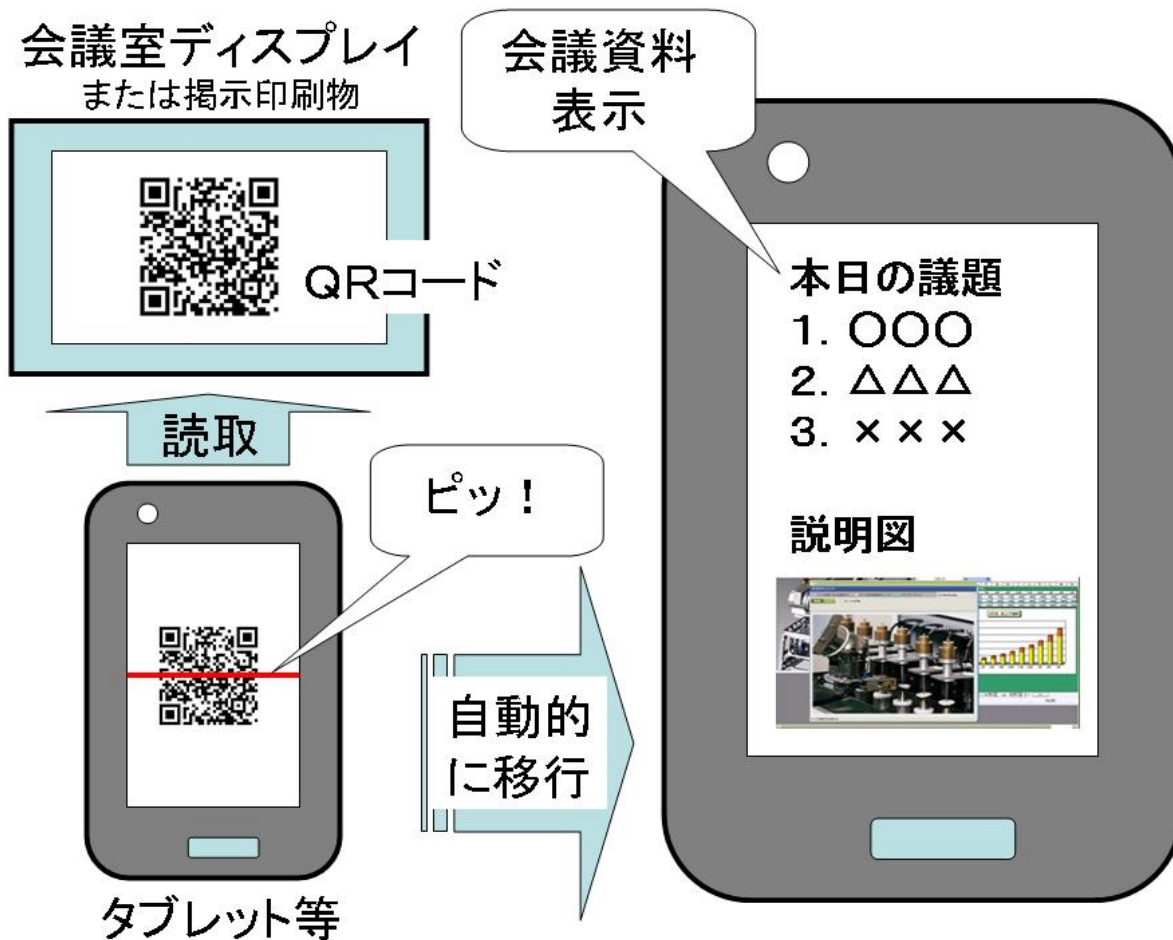 会議室ディスプレイ
または掲示印刷物
QRコード
読取
ピッ！
タブレット等
自動的
に移行
会議資料
表示
本日の議題
1. ○○○
2. △△△
3. ×××
説明図